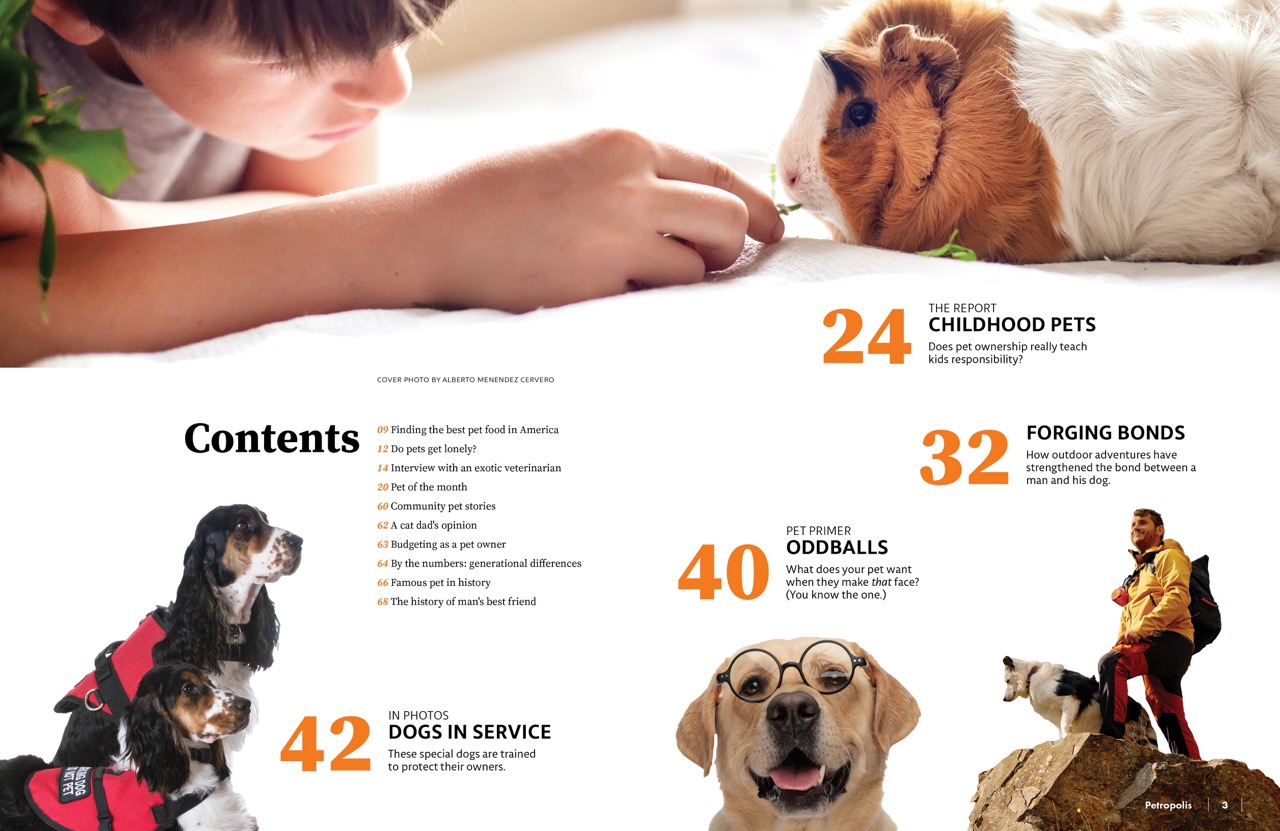 24
THE REPORT
CHILDHOOD PETS
Does pet ownership really teach
kids responsibility?
COVER PHOTO BY ALBERTO MENENDEZ CERVERO
Contents
09 Finding the best pet food in America
12 Do pets get lonely?
14 Interview with an exotic veterinarian
20 Pet of the month
60 Community pet stories
62 A cat dad's opinion
63 Budgeting as a pet owner
64 By the numbers: generational differences
66 Famous pet in history
68 The history of man's best friend
32
FORGING BONDS
How outdoor adventures have
strengthened the bond between a
man and his dog.
40
PET PRIMER
ODDBALLS
What does your pet want
when they make that face?
(You know the one.)
42
IN PHOTOS
DOGS IN SERVICE
These special dogs are trained
to protect their owners.
DOG
NOT PET
Petropolis | 3 |